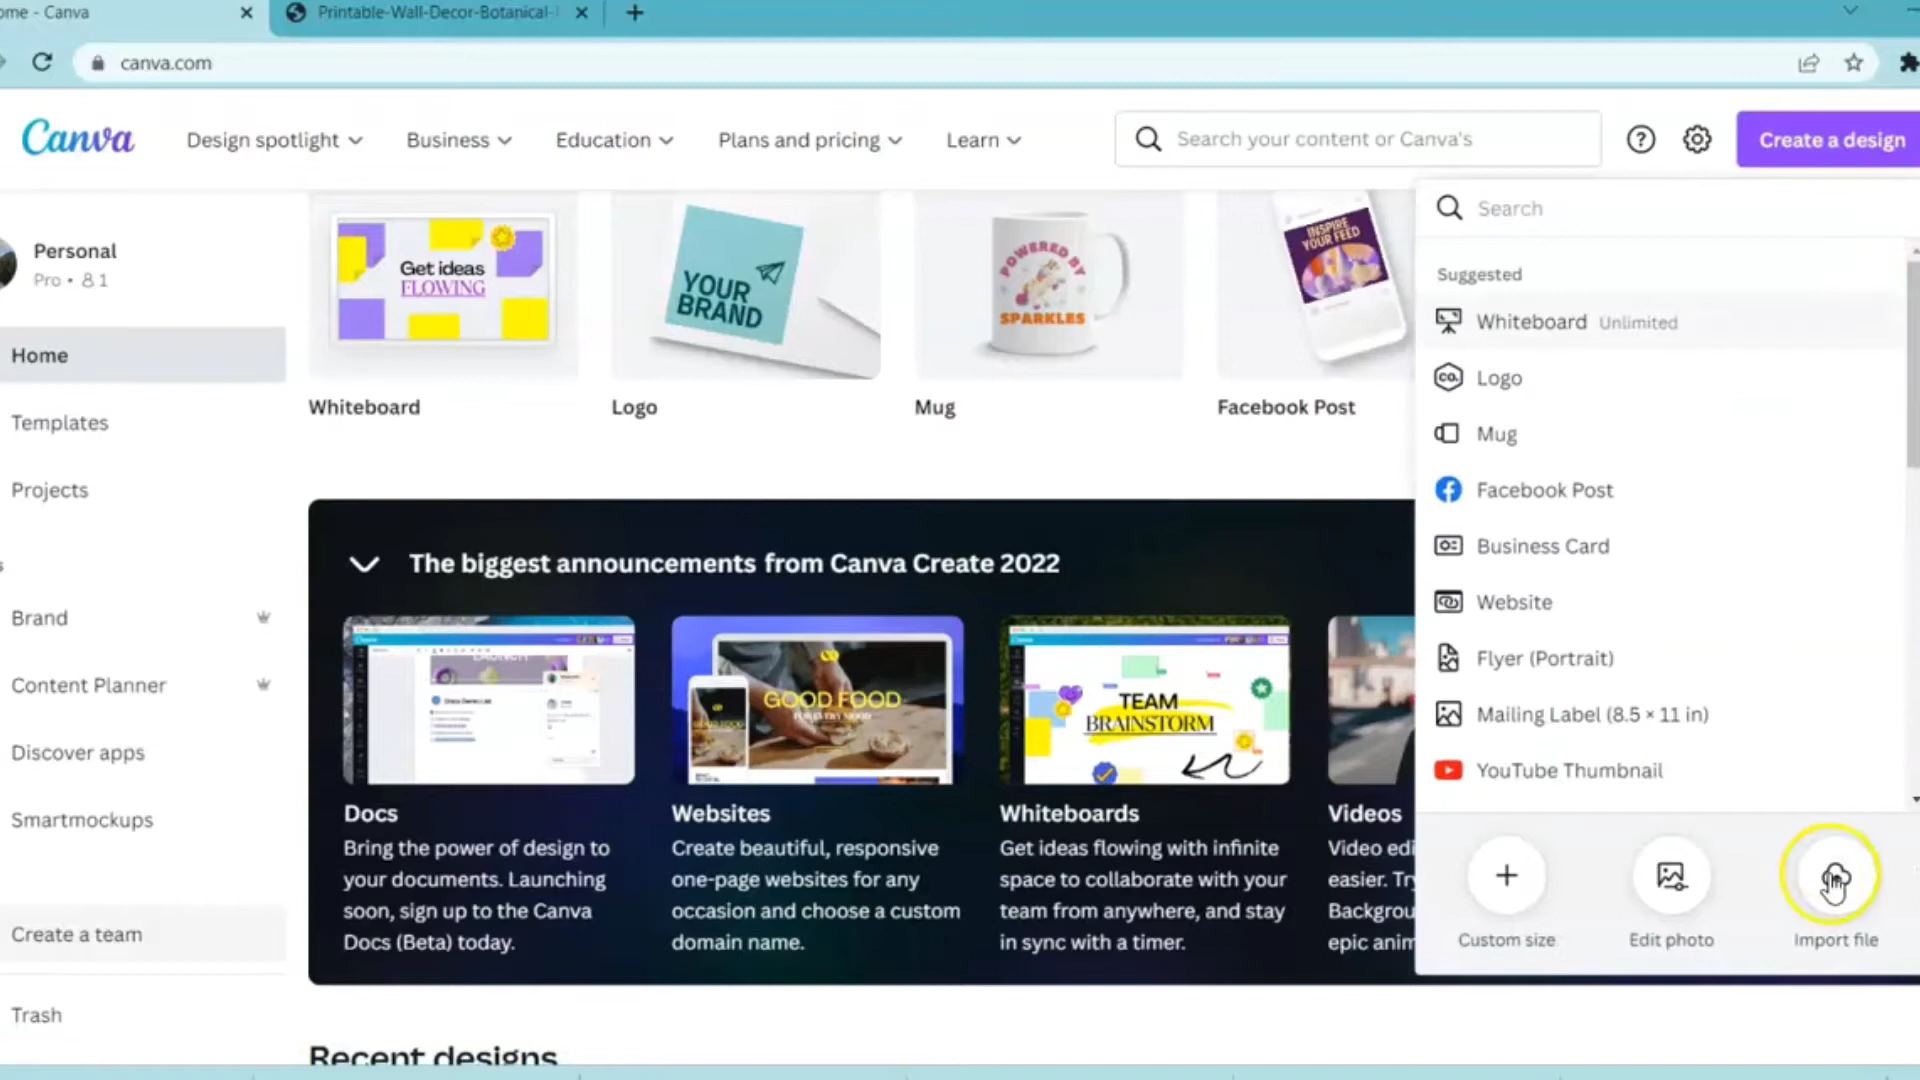 ome - Canva
Printable-Wall-Decor-Botanical-
canva.com
Canva
Design spotlight
Business
Education
Plans and pricing
Learn
Search your content or Canva's
Create a design
Personal
Pro • 1
Home
Templates
Projects
s
Brand
Content Planner
Discover apps
Smartmockups
Create a team
Trash
Get ideas
FLOWING
Whiteboard
YOUR
BRAND
Logo
POWERED BY
SPARKLES
Mug
INSPIRE
YOUR FEED
Facebook Post
The biggest announcements from Canva Create 2022
LAUNCH
Docs
Bring the power of design to
your documents. Launching
soon, sign up to the Canva
Docs (Beta) today.
GOOD FOOD
FOR EVERY MOOD
Websites
Create beautiful, responsive
one-page websites for any
occasion and choose a custom
domain name.
TEAM
BRAINSTORM
Whiteboards
Get ideas flowing with infinite
space to collaborate with your
team from anywhere, and stay
in sync with a timer.
Videos
Video edi
easier. Tr
Backgrou
epic anim
Recent designs
Search
Suggested
Whiteboard Unlimited
CO.
Logo
Mug
Facebook Post
Business Card
Website
Flyer (Portrait)
Mailing Label (8.5 × 11 in)
YouTube Thumbnail
Custom size
Edit photo
Import file